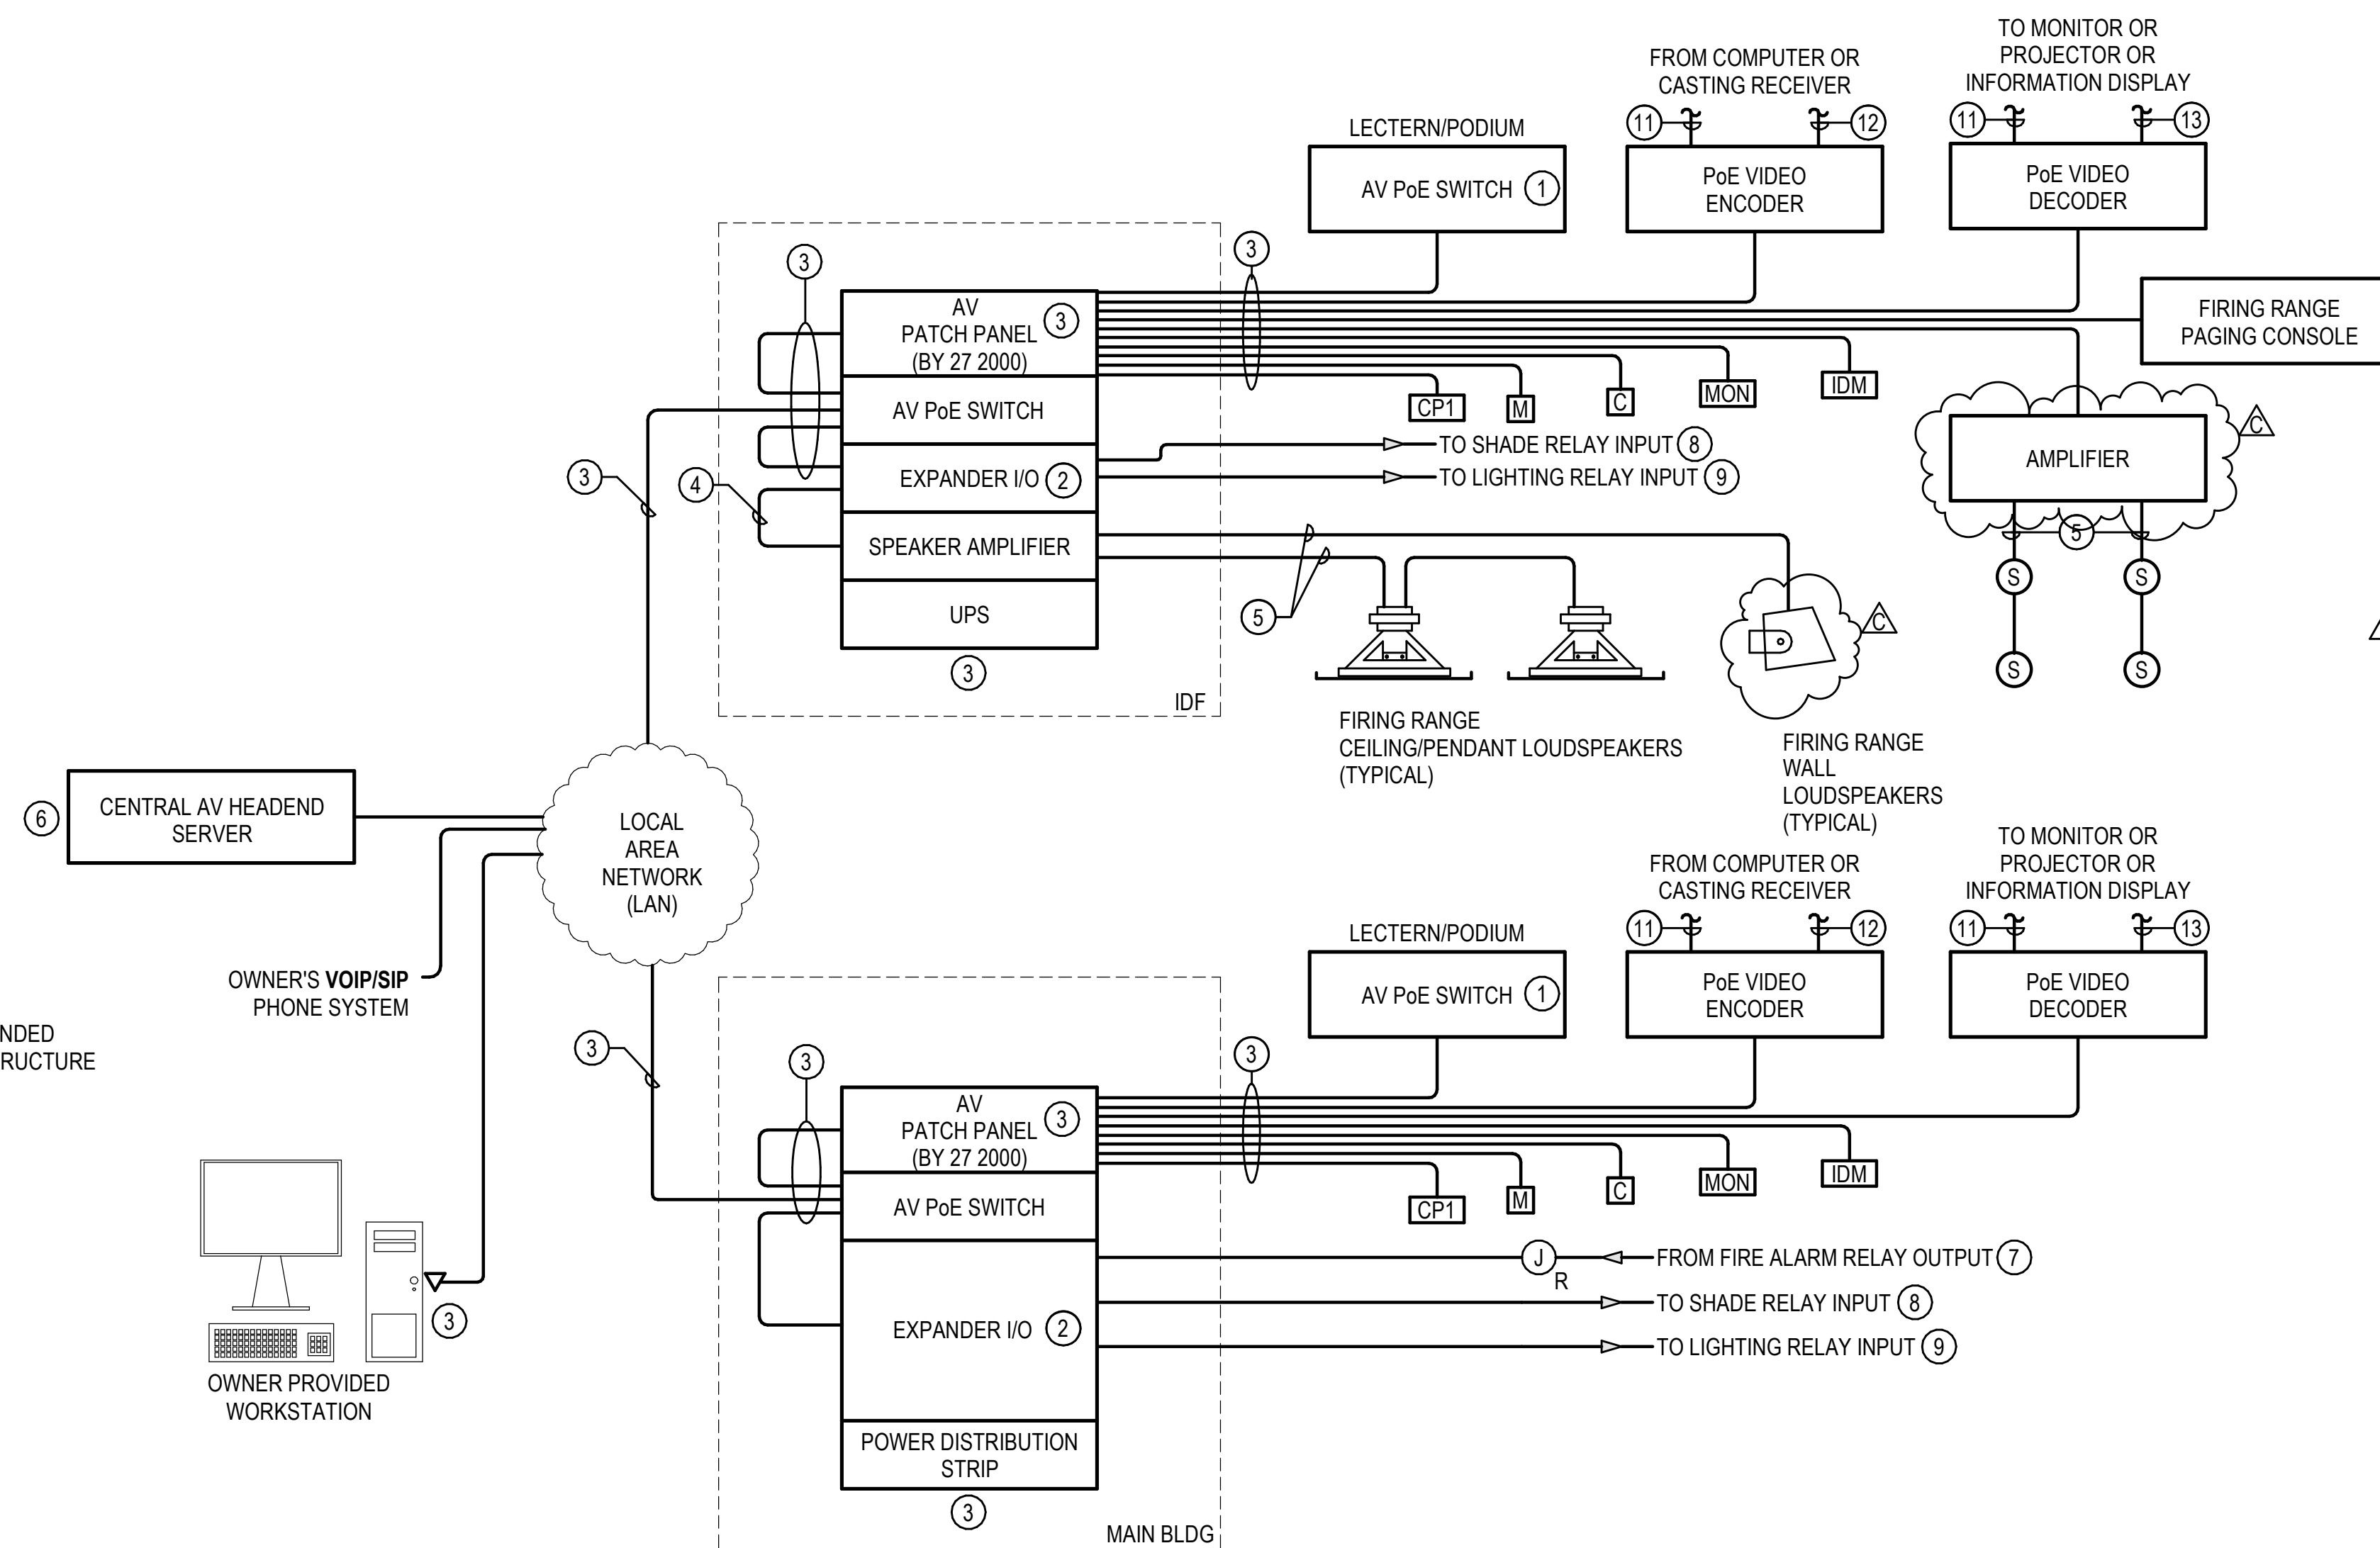 TO MONITOR OR
PROJECTOR OR
INFORMATION DISPLAY
FROM COMPUTER OR
CASTING RECEIVER
11
12
11
13
LECTERN/PODIUM
AV PoE SWITCH 1
PoE VIDEO
ENCODER
PoE VIDEO
DECODER
3
3
AV
PATCH PANEL
(BY 27 2000)
3
FIRING RANGE
PAGING CONSOLE
AV PoE SWITCH
CP1
M
C
MON
IDM
C
AMPLIFIER
5
S
S
S
S
TO SHADE RELAY INPUT 8
TO LIGHTING RELAY INPUT 9
3
4
EXPANDER I/O 2
SPEAKER AMPLIFIER
UPS
3
IDF
5
C
FIRING RANGE
CEILING/PENDANT LOUDSPEAKERS
(TYPICAL)
FIRING RANGE
WALL
LOUDSPEAKERS
(TYPICAL)
6
CENTRAL AV HEADEND
SERVER
LOCAL
AREA
NETWORK
(LAN)
OWNER'S VOIP/SIP
PHONE SYSTEM
NDED
RUCTURE
TO MONITOR OR
PROJECTOR OR
INFORMATION DISPLAY
FROM COMPUTER OR
CASTING RECEIVER
11
12
11
13
LECTERN/PODIUM
AV PoE SWITCH 1
PoE VIDEO
ENCODER
PoE VIDEO
DECODER
3
3
3
AV
PATCH PANEL
(BY 27 2000)
3
AV PoE SWITCH
CP1
M
C
MON
IDM
J
R
FROM FIRE ALARM RELAY OUTPUT 7
TO SHADE RELAY INPUT 8
TO LIGHTING RELAY INPUT 9
EXPANDER I/O 2
POWER DISTRIBUTION
STRIP
3
MAIN BLDG
3
OWNER PROVIDED
WORKSTATION